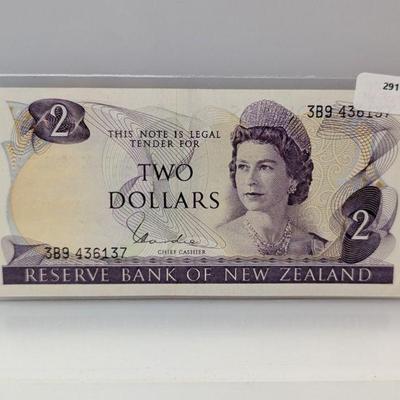 291
2
THIS NOTE IS LEGAL
TENDER FOR
3B9 436137
TWO
DOLLARS
2
3B9 436137
CHIEF CASHIER
RESERVE BANK OF NEW ZEALAND